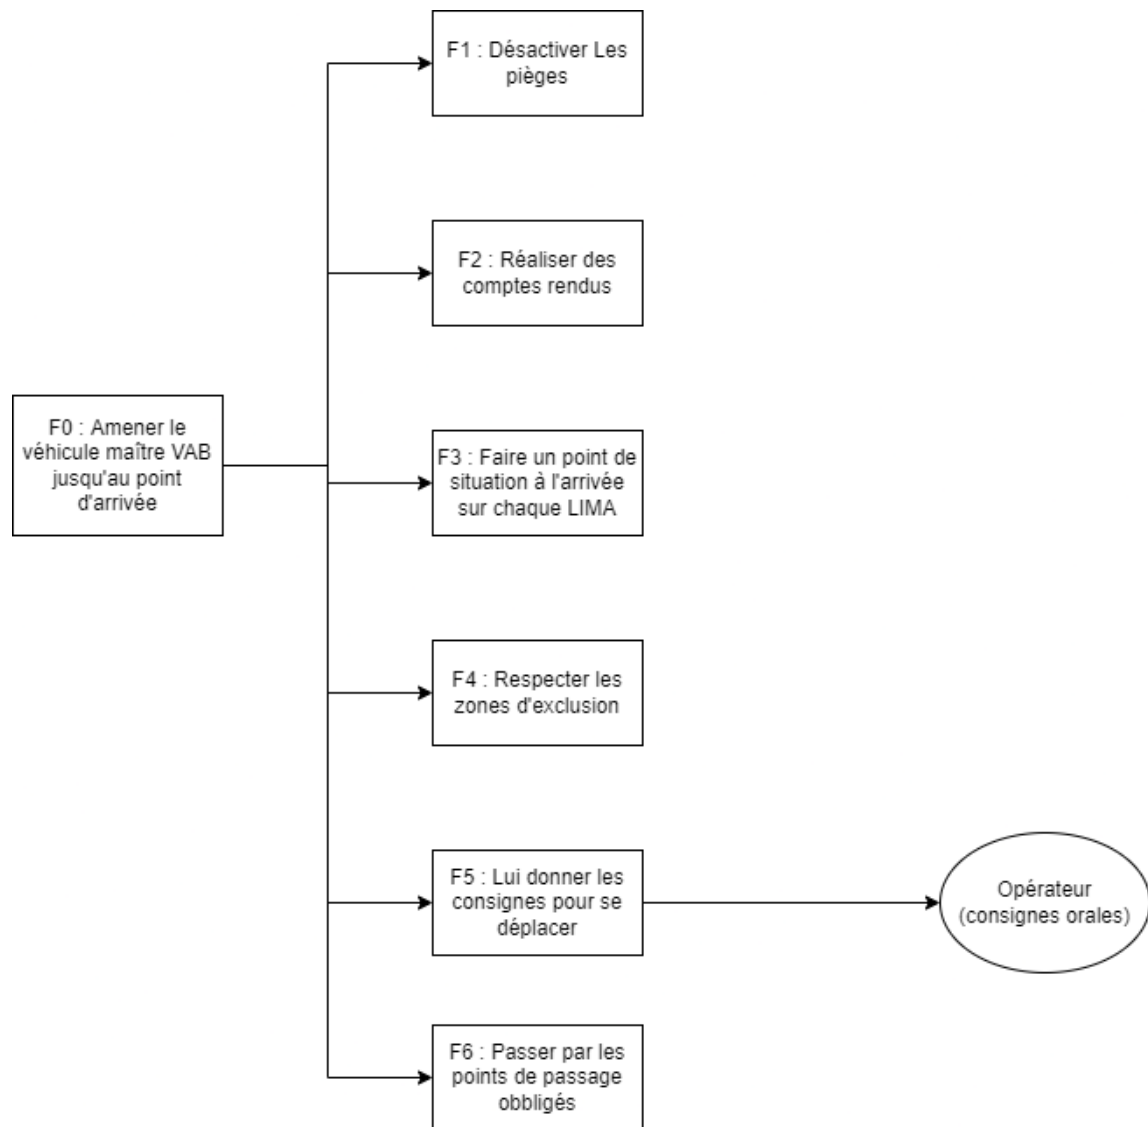 F1 : Désactiver Les
pièges
F2 : Réaliser des
comptes rendus
F0 : Amener le
véhicule maître VAB
jusqu'au point
d'arrivée
F3 : Faire un point de
situation à l'arrivée
sur chaque LIMA
F4 : Respecter les
zones d'exclusion
F5 : Lui donner les
consignes pour se
déplacer
Opérateur
(consignes orales)
F6 : Passer par les
points de passage
obbligés